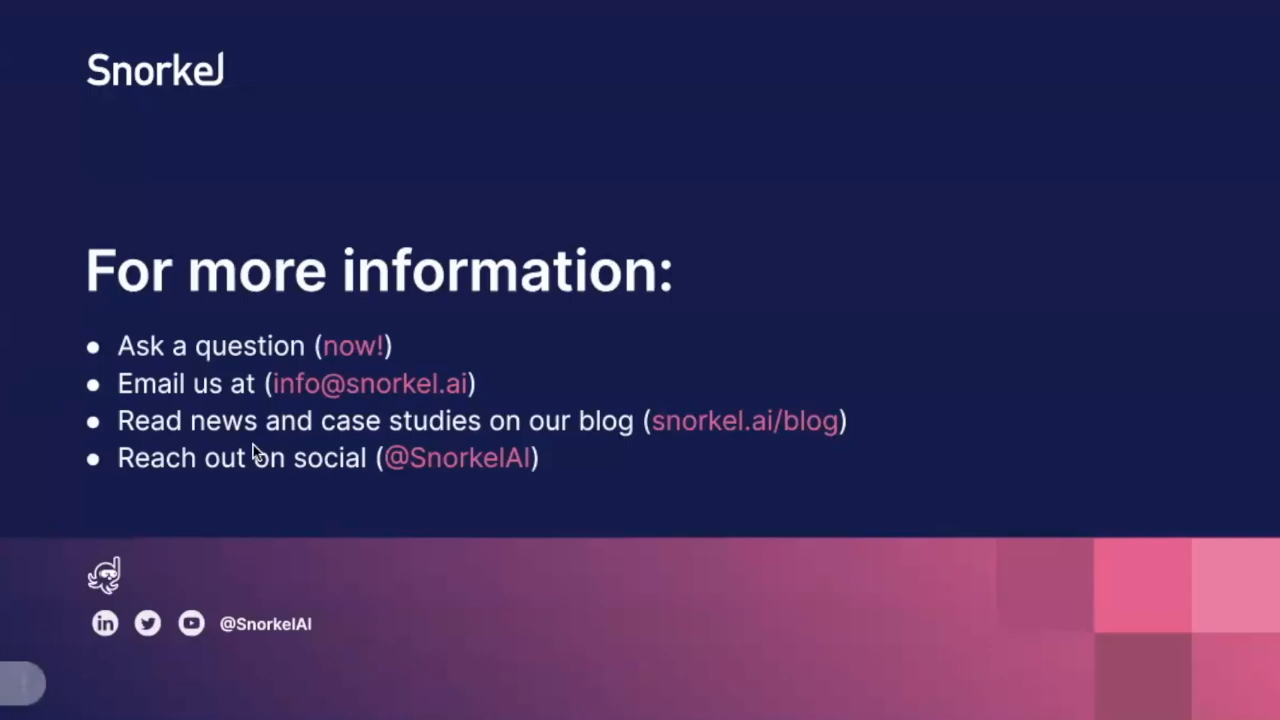 Snorkel
For more information:
● Ask a question (now!)
● Email us at (info@snorkel.ai)
● Read news and case studies on our blog (snorkel.ai/blog)
● Reach out on social (@SnorkelAI)
in
@SnorkelAI